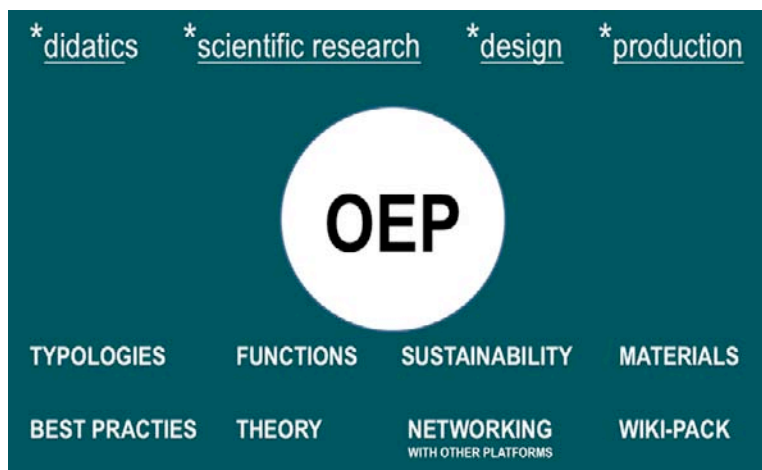 *didatics *scientific research *design *production
OEP
TYPOLOGIES FUNCTIONS SUSTAINABILITY MATERIALS
BEST PRACTIES THEORY NETWORKING WIKI-PACK
WITH OTHER PLATFORMS